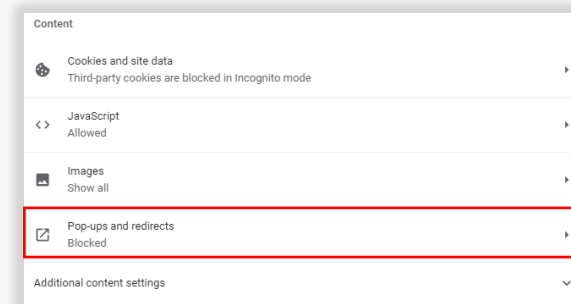 Content
Cookies and site data
Third-party cookies are blocked in Incognito mode
JavaScript
Allowed
Images
Show all
Pop-ups and redirects
Blocked
Additional content settings